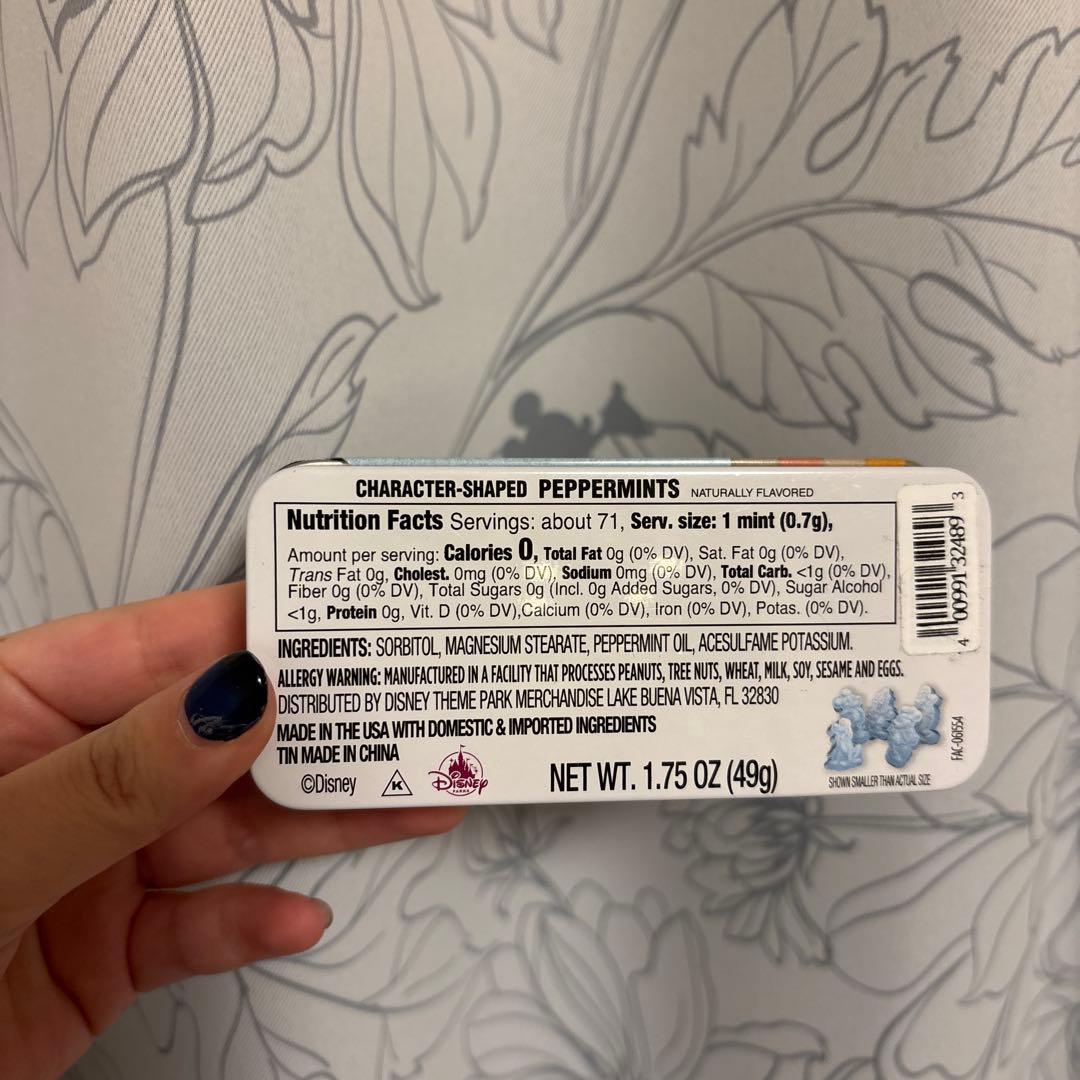 CHARACTER-SHAPED PEPPERMINTS NATURALLY FLAVORED
Nutrition Facts Servings: about 71, Serv. size: 1 mint (0.7g),
Amount per serving: Calories 0, Total Fat 0g (0% DV), Sat. Fat 0g (0% DV),
Trans Fat 0g, Cholest. 0mg (0% DV), Sodium 0mg (0% DV), Total Carb. <1g (0% DV),
Fiber 0g (0% DV), Total Sugars 0g (Incl. 0g Added Sugars, 0% DV), Sugar Alcohol
<1g, Protein 0g, Vit. D (0% DV),Calcium (0% DV), Iron (0% DV), Potas. (0% DV).
INGREDIENTS: SORBITOL, MAGNESIUM STEARATE, PEPPERMINT OIL, ACESULFAME POTASSIUM.
ALLERGY WARNING: MANUFACTURED IN A FACILITY THAT PROCESSES PEANUTS, TREE NUTS, WHEAT, MILK, SOY, SESAME AND EGGS.
DISTRIBUTED BY DISNEY THEME PARK MERCHANDISE LAKE BUENA VISTA, FL 32830
MADE IN THE USA WITH DOMESTIC & IMPORTED INGREDIENTS
TIN MADE IN CHINA
©Disney
K
Disney
PARKS
NET WT. 1.75 OZ (49g)
SHOWN SMALLER THAN ACTUAL SIZE
FAC-061554
4 00991 32489 3